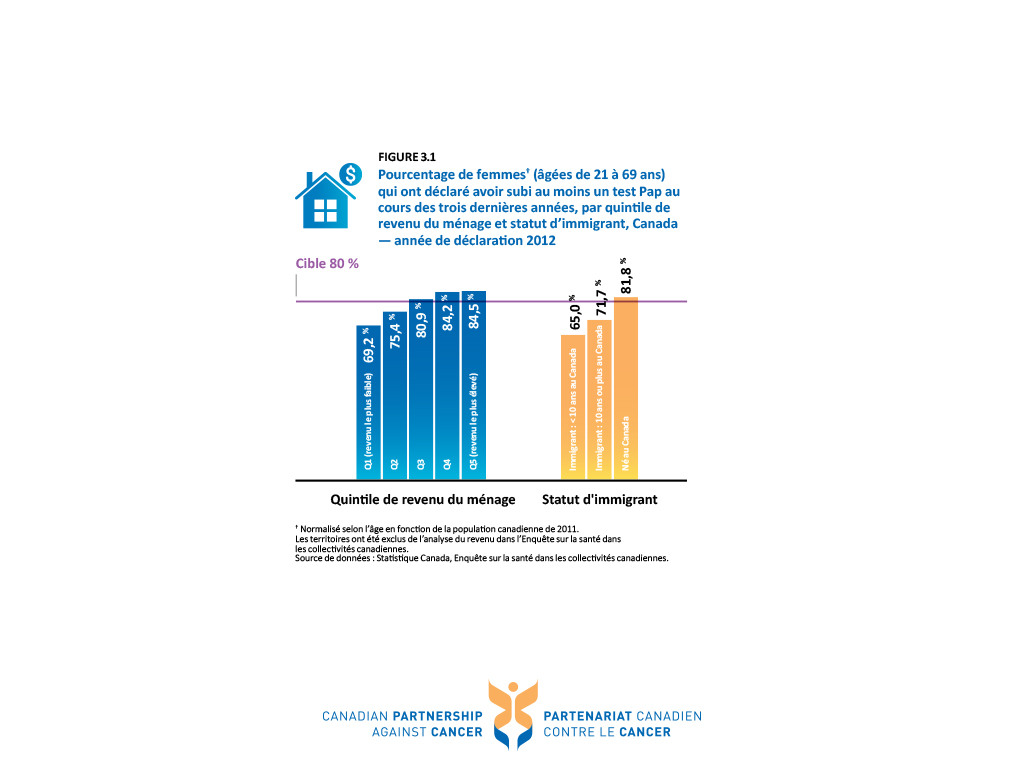 FIGURE 3.1
$
Pourcentage de femmes† (âgées de 21 à 69 ans)
qui ont déclaré avoir subi au moins un test Pap au
cours des trois dernières années, par quintile de
revenu du ménage et statut d'immigrant, Canada
— année de déclaration 2012
Cible 80 %
69,2 %
75,4 %
80,9 %
84,2 %
84,5 %
65,0 %
71,7 %
81,8 %
Q1 (revenu le plus faible)
Q2
Q3
Q4
Q5 (revenu le plus élevé)
Immigrant : < 10 ans au Canada
Immigrant : 10 ans ou plus au Canada
Né au Canada
Quintile de revenu du ménage
Statut d'immigrant
† Normalisé selon l'âge en fonction de la population canadienne de 2011.
Les territoires ont été exclus de l'analyse du revenu dans l'Enquête sur la santé dans
les collectivités canadiennes.
Source de données : Statistique Canada, Enquête sur la santé dans les collectivités canadiennes.
CANADIAN PARTNERSHIP
AGAINST CANCER
PARTENARIAT CANADIEN
CONTRE LE CANCER